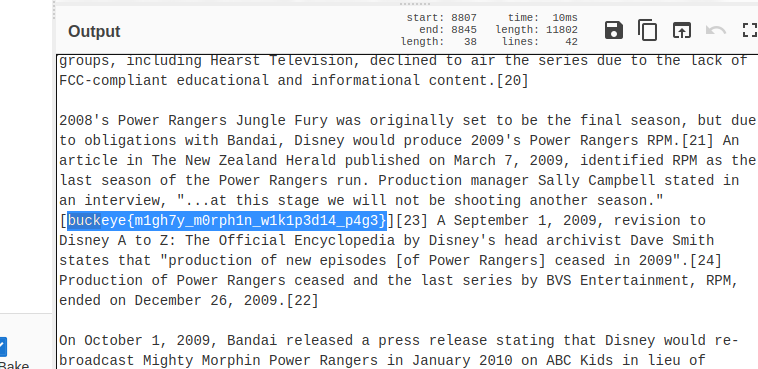 Output
start: 8807
end: 8845
length: 38
time: 10ms
length: 11802
lines: 42
groups, including Hearst Television, declined to air the series due to the lack of
FCC-compliant educational and informational content.[20]
2008's Power Rangers Jungle Fury was originally set to be the final season, but due
to obligations with Bandai, Disney would produce 2009's Power Rangers RPM.[21] An
article in The New Zealand Herald published on March 7, 2009, identified RPM as the
last season of the Power Rangers run. Production manager Sally Campbell stated in
an interview, "...at this stage we will not be shooting another season."
[buckeye{m1gh7y_m0rph1n_w1k1p3d14_p4g3}][23] A September 1, 2009, revision to
Disney A to Z: The Official Encyclopedia by Disney's head archivist Dave Smith
states that "production of new episodes [of Power Rangers] ceased in 2009".[24]
Production of Power Rangers ceased and the last series by BVS Entertainment, RPM,
ended on December 26, 2009.[22]
On October 1, 2009, Bandai released a press release stating that Disney would re-
broadcast Mighty Morphin Power Rangers in January 2010 on ABC Kids in lieu of
Bake